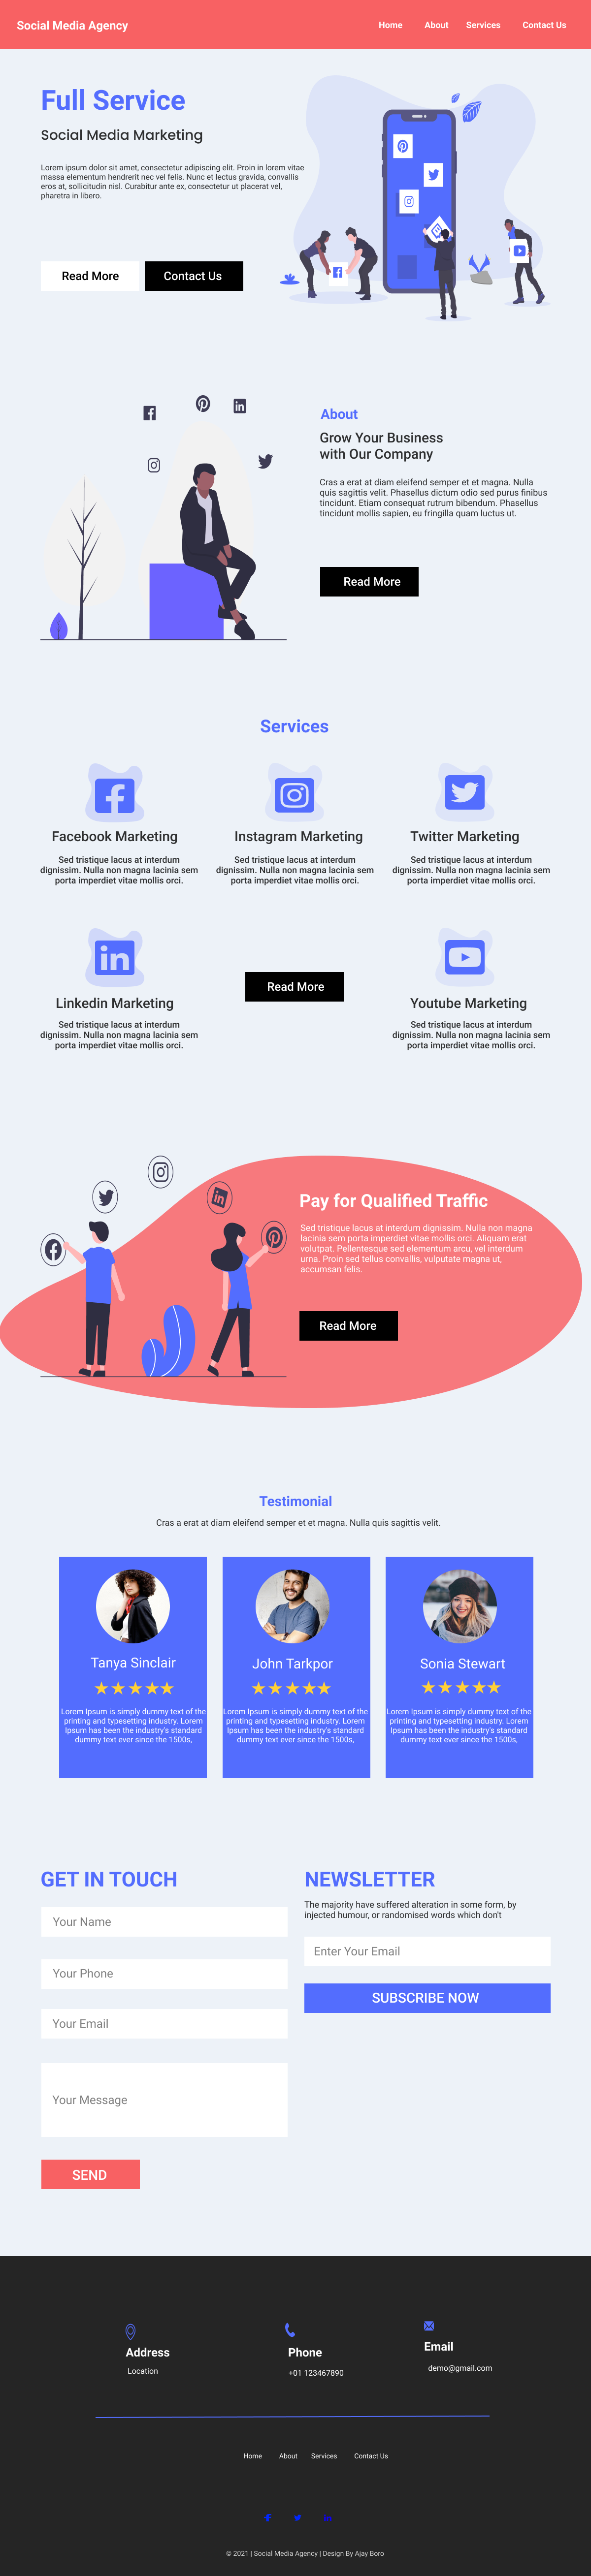 Social Media Agency
Home About Services Contact Us
Full Service
Social Media Marketing
Lorem ipsum dolor sit amet, consectetur adipiscing elit. Proin in lorem vitae
massa elementum hendrerit nec vel felis. Nunc et lectus gravida, convallis
eros at, sollicitudin nisl. Curabitur ante ex, consectetur ut placerat vel,
pharetra in libero.
Read More Contact Us
About
Grow Your Business
with Our Company
Cras a erat at diam eleifend semper et et magna. Nulla
quis sagittis velit. Phasellus dictum odio sed purus finibus
tincidunt. Etiam consequat rutrum bibendum. Phasellus
tincidunt mollis sapien, eu fringilla quam luctus ut.
Read More
Services
Facebook Marketing
Sed tristique lacus at interdum
dignissim. Nulla non magna lacinia sem
porta imperdiet vitae mollis orci.
Instagram Marketing
Sed tristique lacus at interdum
dignissim. Nulla non magna lacinia sem
porta imperdiet vitae mollis orci.
Twitter Marketing
Sed tristique lacus at interdum
dignissim. Nulla non magna lacinia sem
porta imperdiet vitae mollis orci.
Linkedin Marketing
Sed tristique lacus at interdum
dignissim. Nulla non magna lacinia sem
porta imperdiet vitae mollis orci.
Read More
Youtube Marketing
Sed tristique lacus at interdum
dignissim. Nulla non magna lacinia sem
porta imperdiet vitae mollis orci.
Pay for Qualified Traffic
Sed tristique lacus at interdum dignissim. Nulla non magna
lacinia sem porta imperdiet vitae mollis orci. Aliquam erat
volutpat. Pellentesque sed elementum arcu, vel interdum
urna. Proin sed tellus convallis, vulputate magna ut,
accumsan felis.
Read More
Testimonial
Cras a erat at diam eleifend semper et et magna. Nulla quis sagittis velit.
Tanya Sinclair
Lorem Ipsum is simply dummy text of the
printing and typesetting industry. Lorem
Ipsum has been the industry's standard
dummy text ever since the 1500s,
John Tarkpor
Lorem Ipsum is simply dummy text of the
printing and typesetting industry. Lorem
Ipsum has been the industry's standard
dummy text ever since the 1500s,
Sonia Stewart
Lorem Ipsum is simply dummy text of the
printing and typesetting industry. Lorem
Ipsum has been the industry's standard
dummy text ever since the 1500s,
GET IN TOUCH
Your Name
Your Phone
Your Email
Your Message
SEND
NEWSLETTER
The majority have suffered alteration in some form, by
injected humour, or randomised words which don't
Enter Your Email
SUBSCRIBE NOW
Address
Location
Phone
+01 123467890
Email
demo@gmail.com
Home About Services Contact Us
© 2021 | Social Media Agency | Design By Ajay Boro